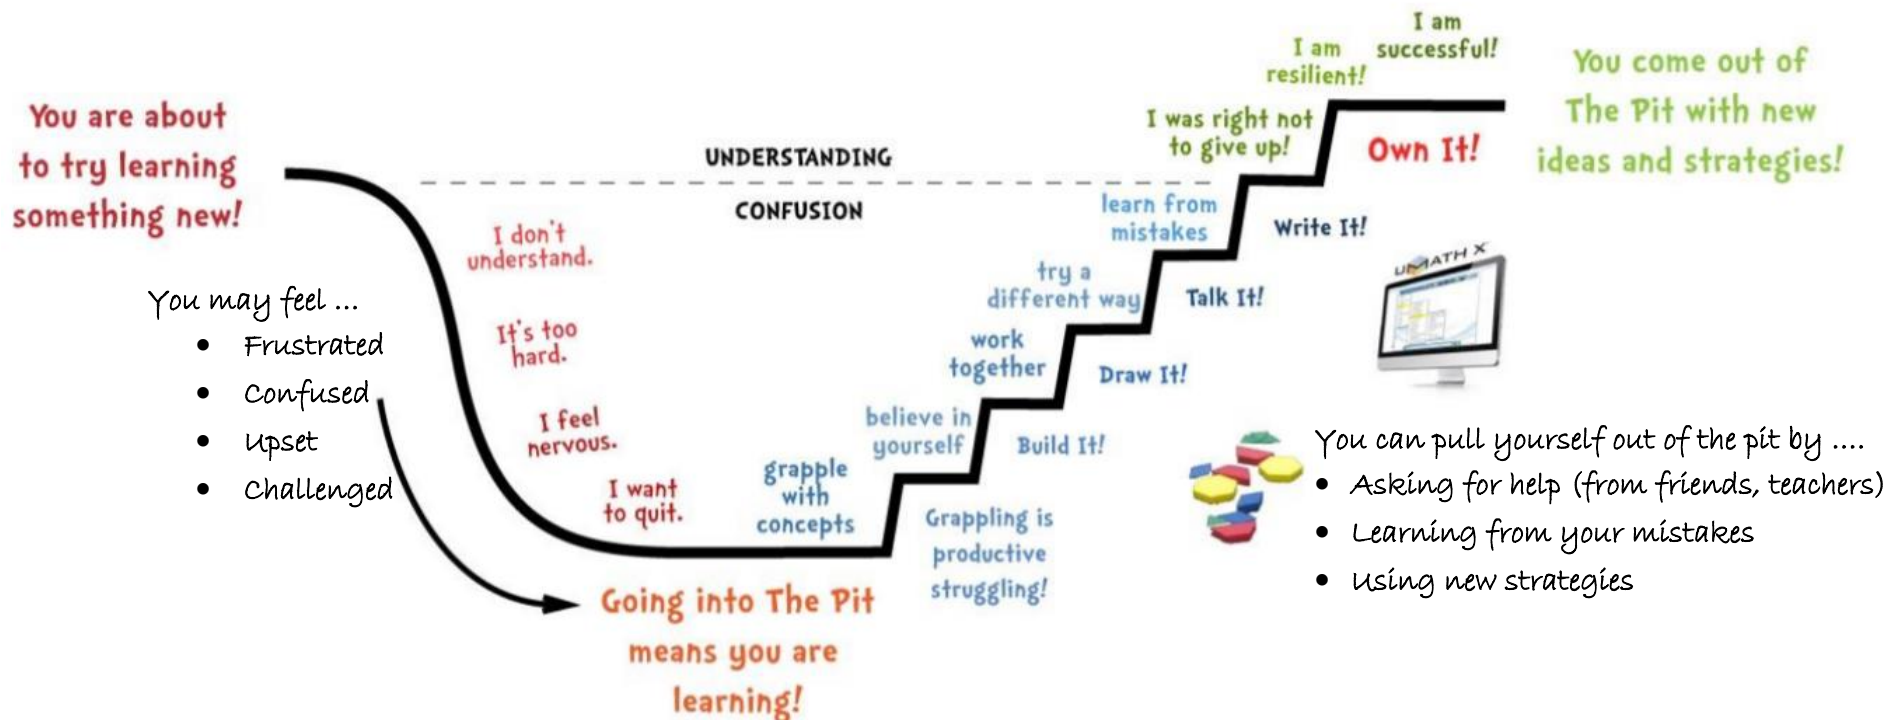 You are about
to try learning
something new!
You may feel ...
• Frustrated
• Confused
• Upset
• Challenged
UNDERSTANDING
CONFUSION
I don't
understand.
It's too
hard.
I feel
nervous.
I want
to quit.
Going into The Pit
means you are
learning!
grapple
with
concepts
Grappling is
productive
struggling!
believe in
yourself
Build It!
work
together
Draw It!
try a
different way
Talk It!
learn from
mistakes
Write It!
I was right not
to give up!
Own It!
I am
resilient!
I am
successful!
You come out of
The Pit with new
ideas and strategies!
UMATH X
You can pull yourself out of the pit by ....
• Asking for help (from friends, teachers)
• Learning from your mistakes
• Using new strategies